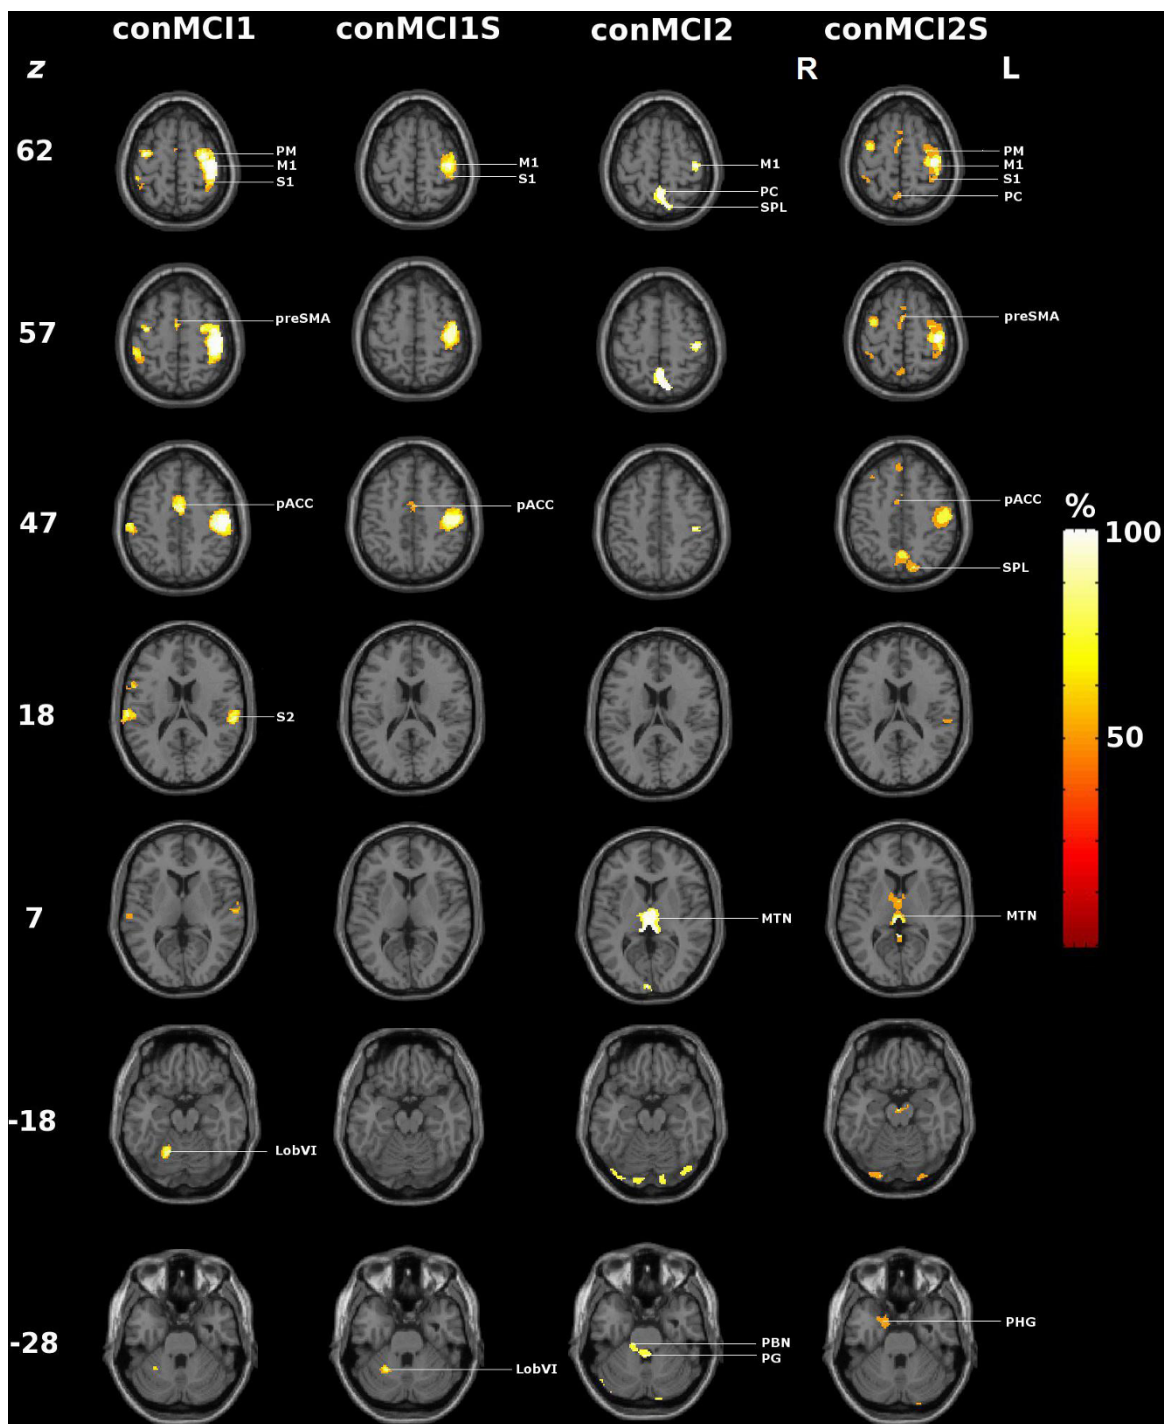 conMCI1 conMCI1S conMCI2 conMCI2S
z R L
62 PM M1 PM
M1 M1 M1
S1 S1 PC S1
SPL PC
57 preSMA preSMA
47 pACC pACC pACC
%
100
SPL
18 S2
50
7 MTN MTN
-18
LobVI
-28 PHG
PBN
PG
LobVI